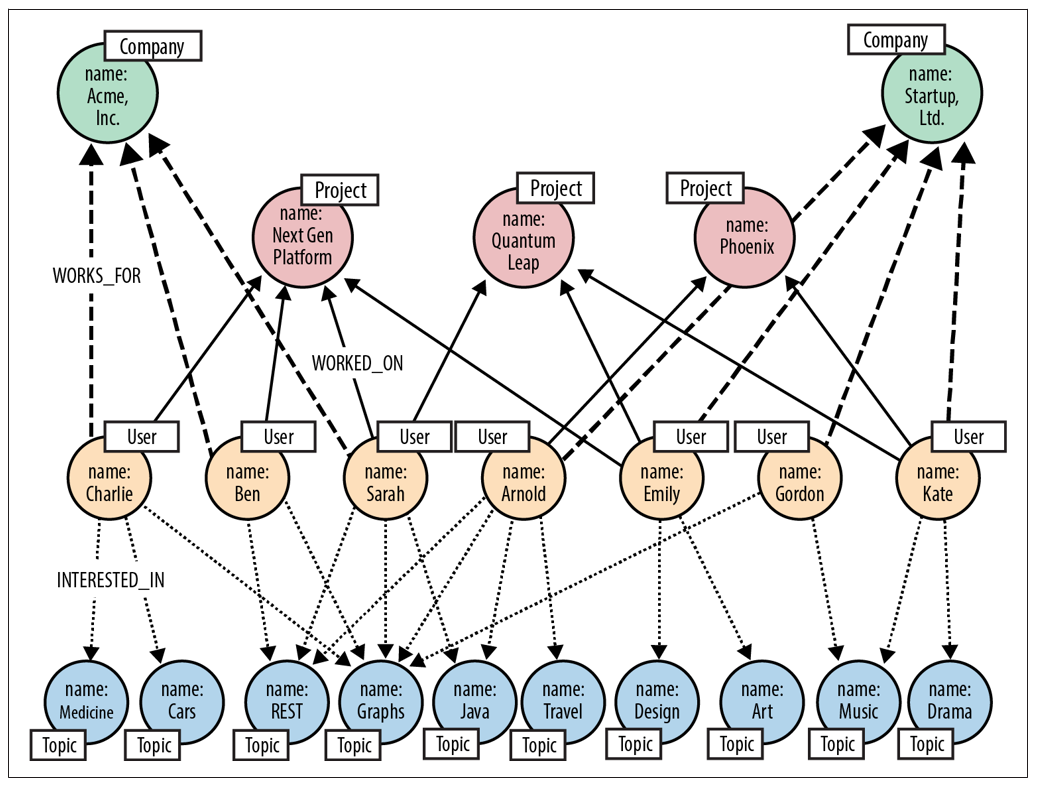 Company
name:
Acme,
Inc.
Company
name:
Startup,
Ltd.
Project
name:
Next Gen
Platform
Project
name:
Quantum
Leap
Project
name:
Phoenix
WORKS_FOR
WORKED_ON
User
name:
Charlie
User
name:
Ben
User
name:
Sarah
User
name:
Arnold
User
name:
Emily
User
name:
Gordon
User
name:
Kate
INTERESTED_IN
name:
Medicine
Topic
name:
Cars
Topic
name:
REST
Topic
name:
Graphs
Topic
name:
Java
Topic
name:
Travel
Topic
name:
Design
Topic
name:
Art
Topic
name:
Music
Topic
name:
Drama
Topic